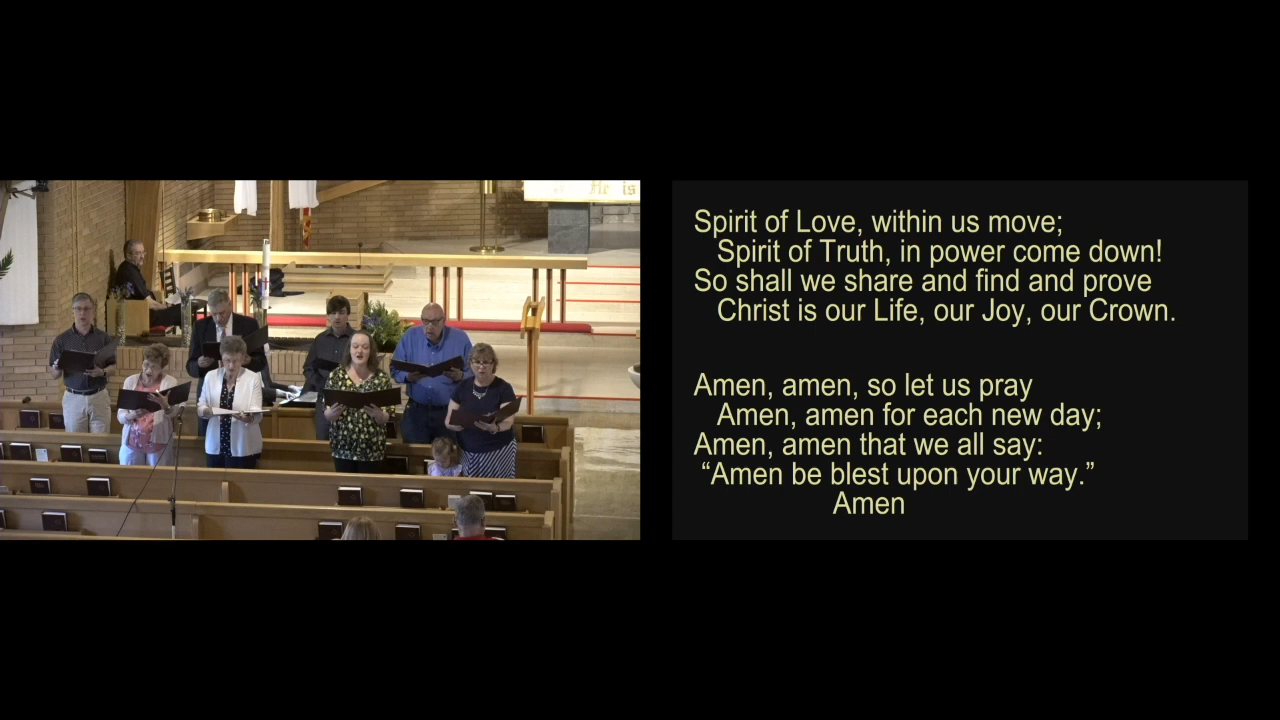 He is
Spirit of Love, within us move;
Spirit of Truth, in power come down!
So shall we share and find and prove
Christ is our Life, our Joy, our Crown.
Amen, amen, so let us pray
Amen, amen for each new day;
Amen, amen that we all say:
“Amen be blest upon your way.”
Amen